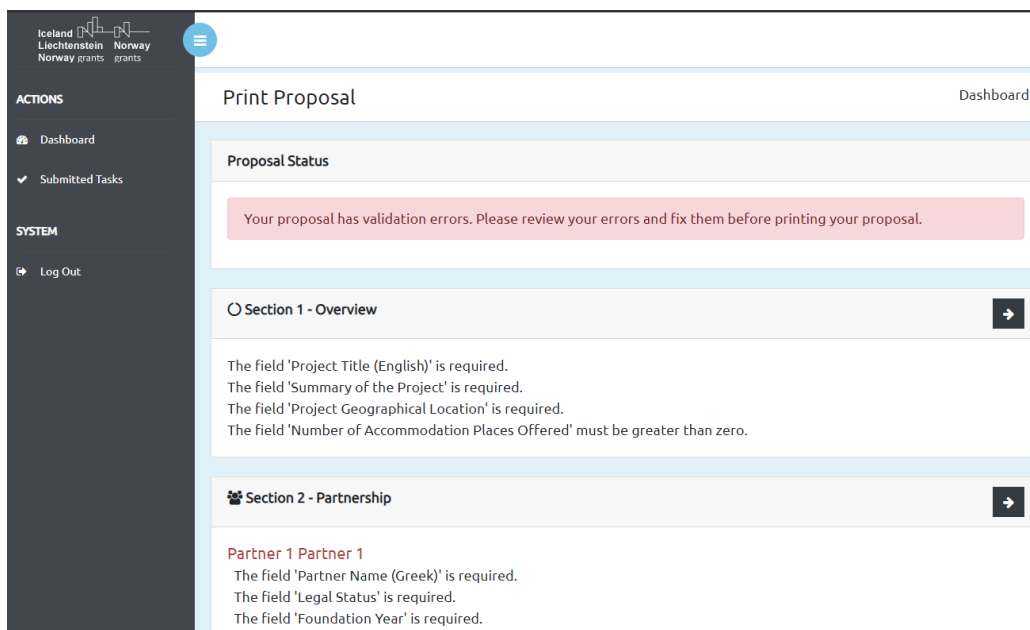 Iceland
Liechtenstein Norway
Norway grants grants
ACTIONS
Dashboard
Submitted Tasks
SYSTEM
Log Out
Print Proposal
Dashboard
Proposal Status
Your proposal has validation errors. Please review your errors and fix them before printing your proposal.
Section 1 - Overview
The field 'Project Title (English)' is required.
The field 'Summary of the Project' is required.
The field 'Project Geographical Location' is required.
The field 'Number of Accommodation Places Offered' must be greater than zero.
Section 2 - Partnership
Partner 1 Partner 1
The field 'Partner Name (Greek)' is required.
The field 'Legal Status' is required.
The field 'Foundation Year' is required.